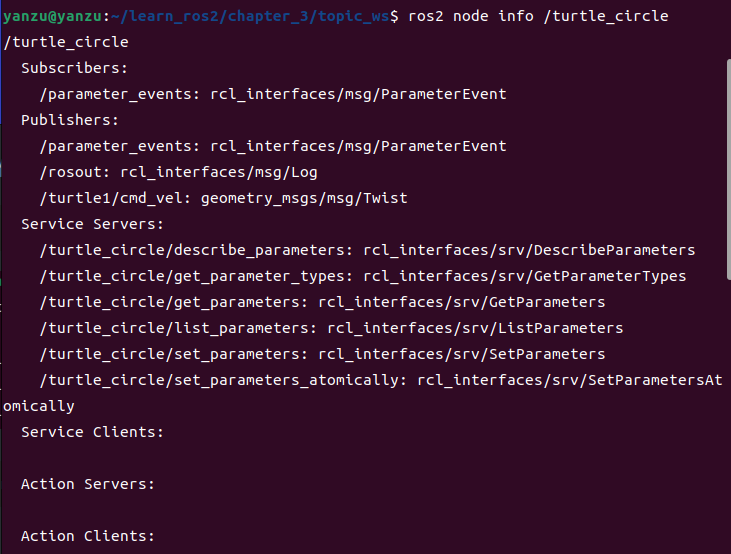 yanzu@yanzu:~/learn_ros2/chapter_3/topic_ws$ ros2 node info /turtle_circle
/turtle_circle
  Subscribers:
    /parameter_events: rcl_interfaces/msg/ParameterEvent
  Publishers:
    /parameter_events: rcl_interfaces/msg/ParameterEvent
    /rosout: rcl_interfaces/msg/Log
    /turtle1/cmd_vel: geometry_msgs/msg/Twist
  Service Servers:
    /turtle_circle/describe_parameters: rcl_interfaces/srv/DescribeParameters
    /turtle_circle/get_parameter_types: rcl_interfaces/srv/GetParameterTypes
    /turtle_circle/get_parameters: rcl_interfaces/srv/GetParameters
    /turtle_circle/list_parameters: rcl_interfaces/srv/ListParameters
    /turtle_circle/set_parameters: rcl_interfaces/srv/SetParameters
    /turtle_circle/set_parameters_atomically: rcl_interfaces/srv/SetParametersAt
omically
  Service Clients:
  Action Servers:
  Action Clients: